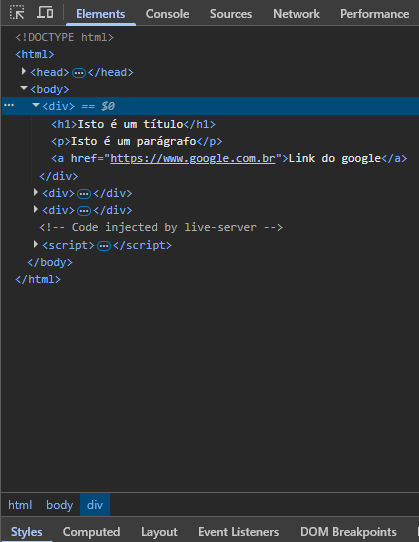 Elements Console Sources Network Performance
<!DOCTYPE html>
<html>
<head> ⋯ </head>
<body>
⋯ <div> == $0
<h1>Isto é um título</h1>
<p>Isto é um parágrafo</p>
<a href="https://www.google.com.br">Link do google</a>
</div>
<div> ⋯ </div>
<div> ⋯ </div>
<!-- Code injected by live-server -->
<script> ⋯ </script>
</body>
</html>
html body div
Styles Computed Layout Event Listeners DOM Breakpoints